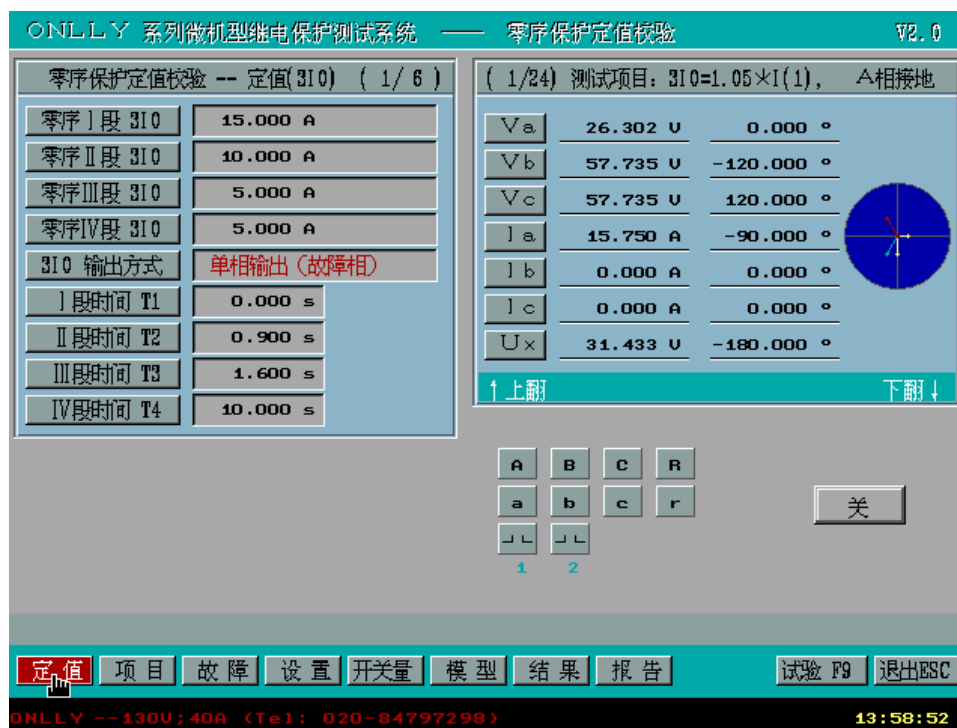 ONLLY 系列微机型继电保护测试系统 —— 零序保护定值校验 V2.0
零序保护定值校验 -- 定值(3I0) ( 1/ 6 )
零序Ⅰ段 3I0 15.000 A
零序Ⅱ段 3I0 10.000 A
零序Ⅲ段 3I0 5.000 A
零序Ⅳ段 3I0 5.000 A
3I0 输出方式 单相输出（故障相）
Ⅰ段时间 T1 0.000 s
Ⅱ段时间 T2 0.900 s
Ⅲ段时间 T3 1.600 s
Ⅳ段时间 T4 10.000 s
( 1/24) 测试项目: 3I0=1.05×I(1), A相接地
Va 26.302 V 0.000 °
Vb 57.735 V -120.000 °
Vc 57.735 V 120.000 °
Ia 15.750 A -90.000 °
Ib 0.000 A 0.000 °
Ic 0.000 A 0.000 °
Ux 31.433 V -180.000 °
↑上翻 下翻↓
A B C R
a b c r
1 2
关
定值 项目 故障 设置 开关量 模型 结果 报告 试验 F9 退出ESC
ONLLY --130V;40A (Tel: 020-84797298) 13:58:52